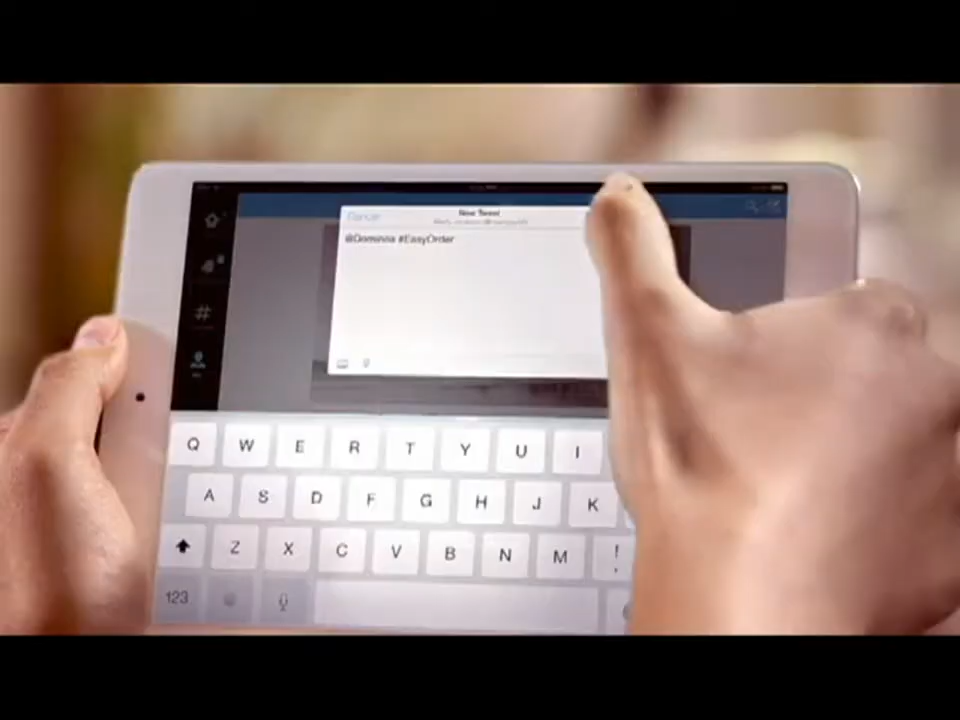 Cancel
New Tweet
@Dominos #EasyOrder
Q W E R T Y U I
A S D F G H J K
Z X C V B N M ! ,
123